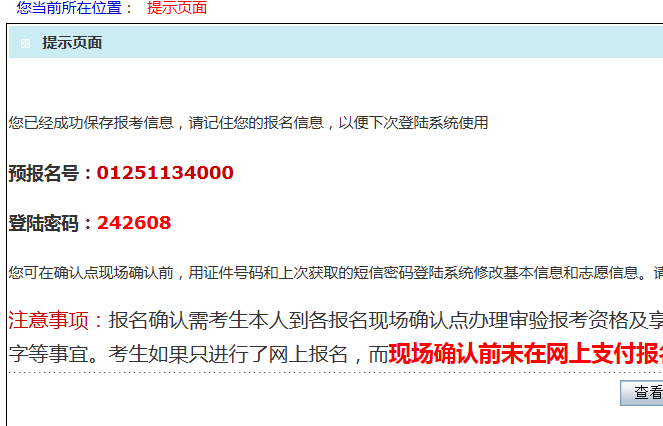 您当前所在位置： 提示页面
提示页面
您已经成功保存报考信息，请记住您的报名信息，以便下次登陆系统使用
预报名号：01251134000
登陆密码：242608
您可在确认点现场确认前，用证件号码和上次获取的短信密码登陆系统修改基本信息和志愿信息。请
注意事项：报名确认需考生本人到各报名现场确认点办理审验报考资格及享
字等事宜。考生如果只进行了网上报名，而现场确认前未在网上支付报名
查看